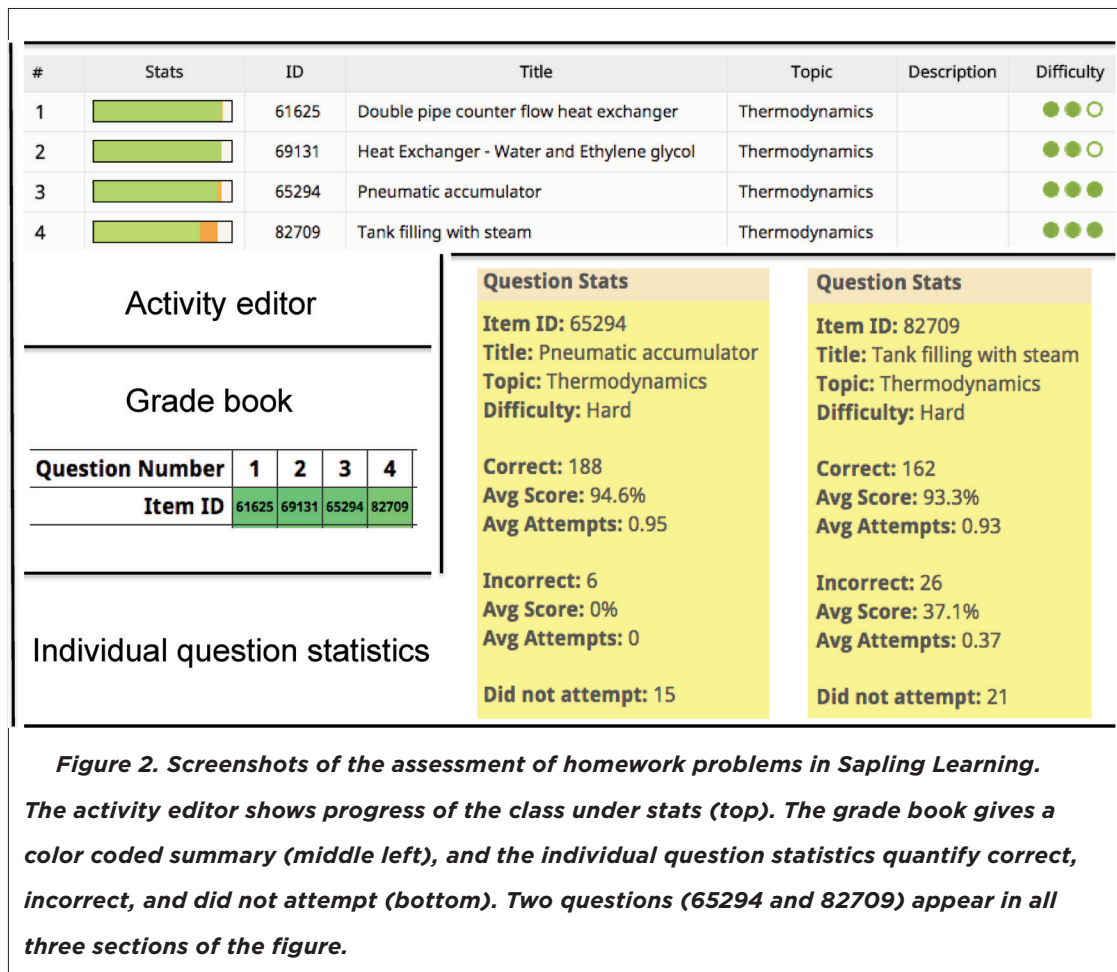 # Stats ID Title Topic Description Difficulty
1 61625 Double pipe counter flow heat exchanger Thermodynamics
2 69131 Heat Exchanger - Water and Ethylene glycol Thermodynamics
3 65294 Pneumatic accumulator Thermodynamics
4 82709 Tank filling with steam Thermodynamics
Activity editor
Grade book
Question Number 1 2 3 4
Item ID 61625 69131 65294 82709
Individual question statistics
Question Stats
Item ID: 65294
Title: Pneumatic accumulator
Topic: Thermodynamics
Difficulty: Hard
Correct: 188
Avg Score: 94.6%
Avg Attempts: 0.95
Incorrect: 6
Avg Score: 0%
Avg Attempts: 0
Did not attempt: 15
Question Stats
Item ID: 82709
Title: Tank filling with steam
Topic: Thermodynamics
Difficulty: Hard
Correct: 162
Avg Score: 93.3%
Avg Attempts: 0.93
Incorrect: 26
Avg Score: 37.1%
Avg Attempts: 0.37
Did not attempt: 21
Figure 2. Screenshots of the assessment of homework problems in Sapling Learning.
The activity editor shows progress of the class under stats (top). The grade book gives a
color coded summary (middle left), and the individual question statistics quantify correct,
incorrect, and did not attempt (bottom). Two questions (65294 and 82709) appear in all
three sections of the figure.